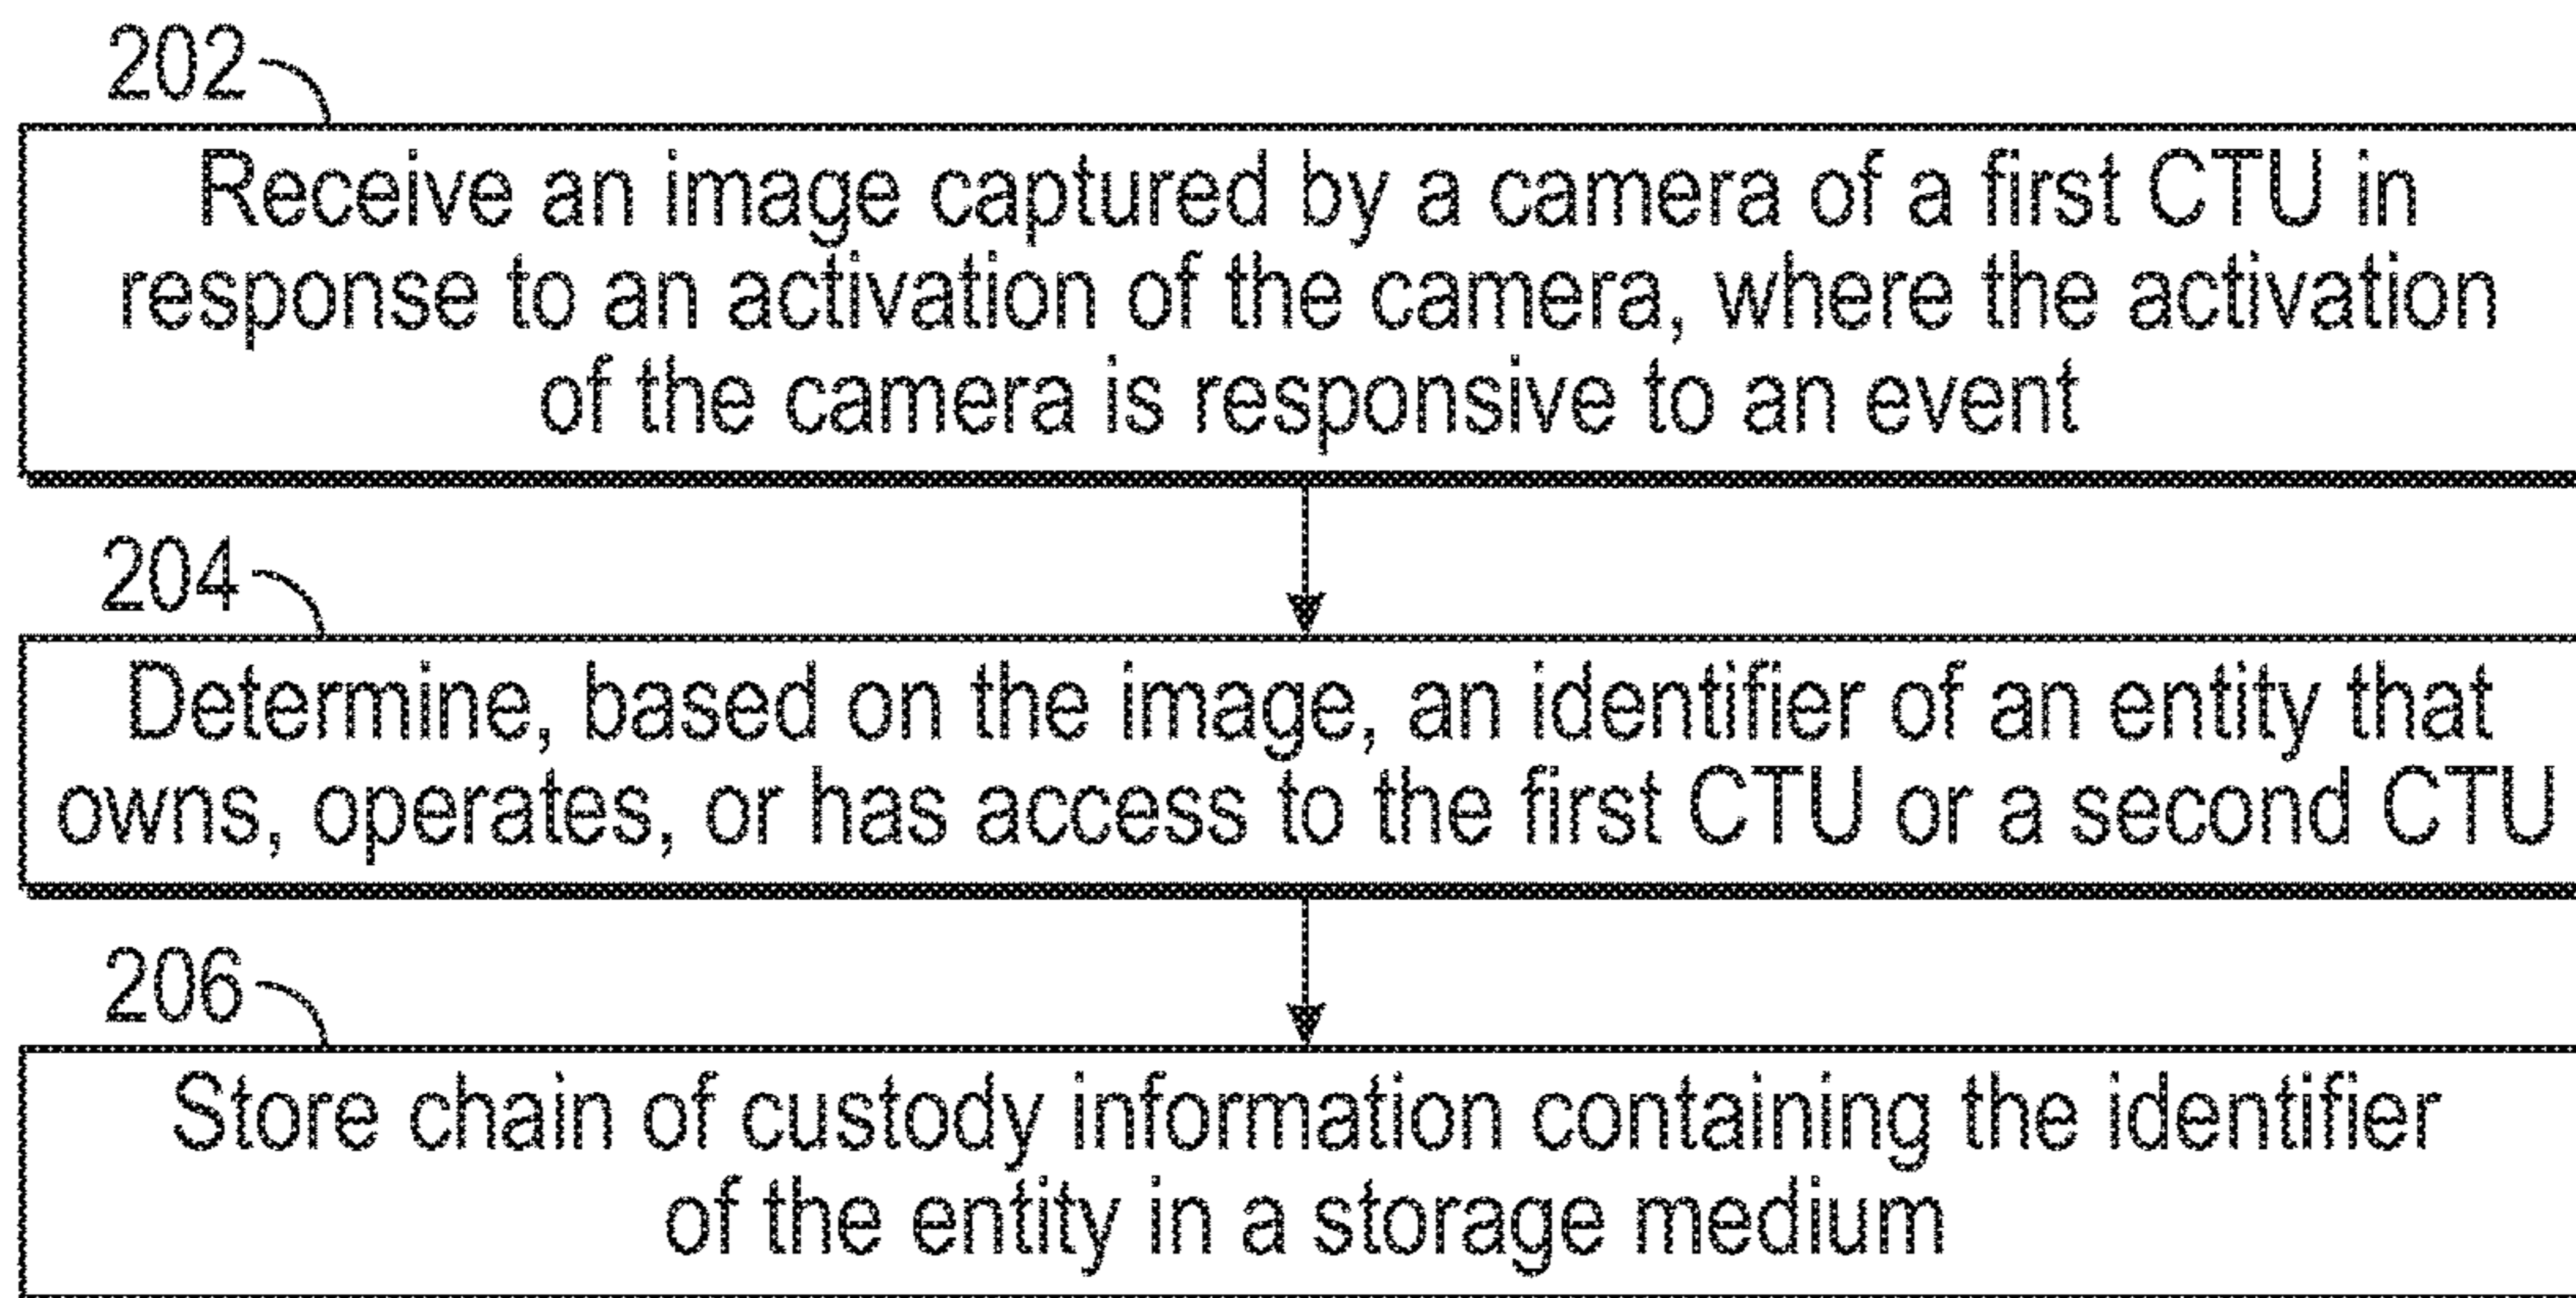 202
Receive an image captured by a camera of a first CTU in
response to an activation of the camera, where the activation
of the camera is responsive to an event
204
Determine, based on the image, an identifier of an entity that
owns, operates, or has access to the first CTU or a second CTU
206
Store chain of custody information containing the identifier
of the entity in a storage medium